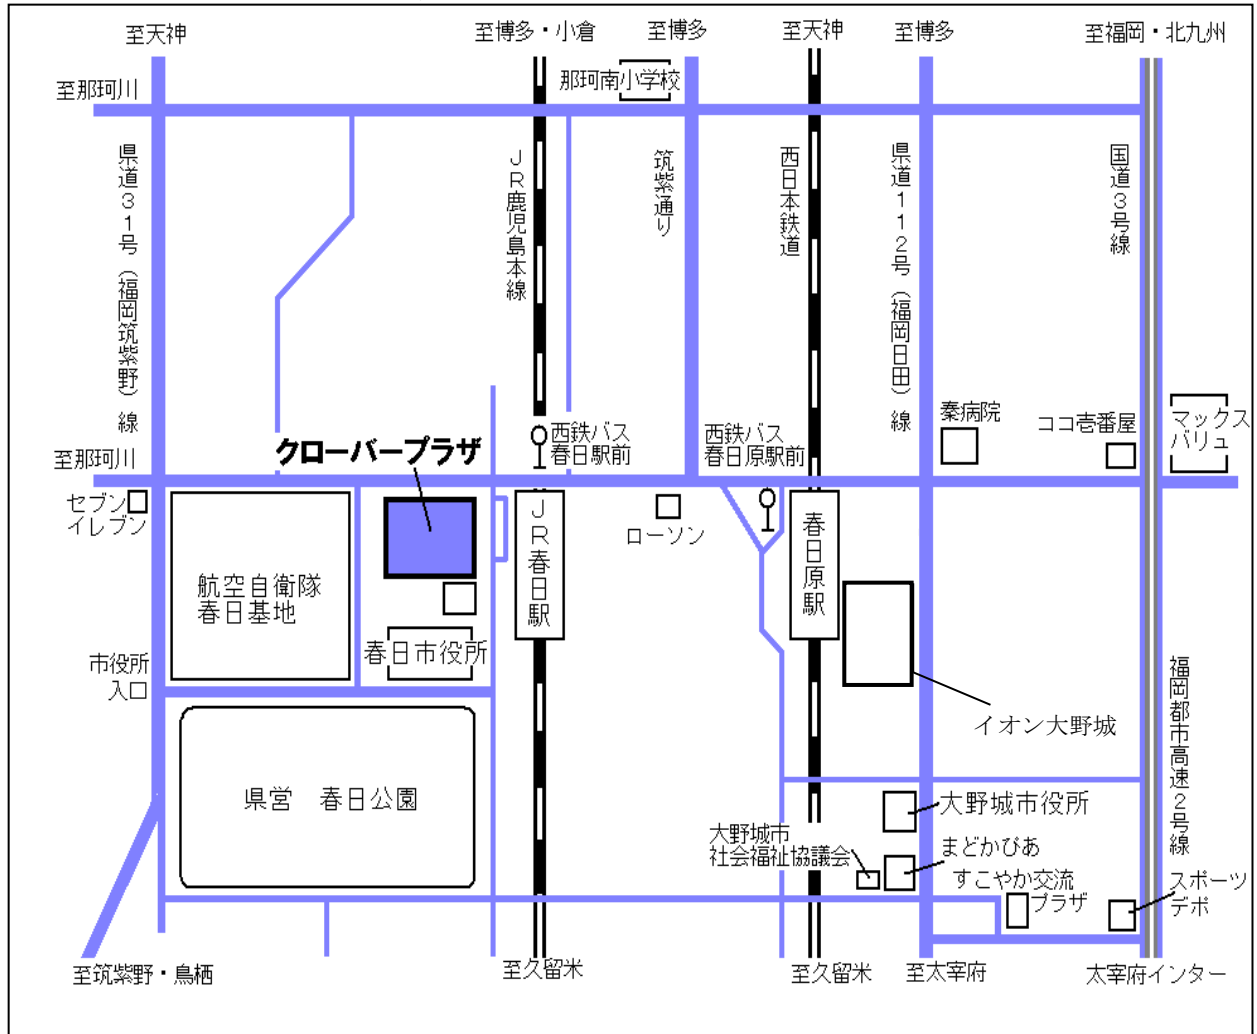 至天神
至博多・小倉
至博多
至天神
至博多
至福岡・北九州
至那珂川
那珂南小学校
県道31号（福岡筑紫野）線
JR鹿児島本線
筑紫通り
西日本鉄道
県道112号（福岡日田）線
国道3号線
秦病院
ココ壱番屋
マックス
バリュ
至那珂川
クローバープラザ
西鉄バス
春日駅前
西鉄バス
春日原駅前
セブン
イレブン
航空自衛隊
春日基地
JR春日駅
ローソン
春日原駅
春日市役所
市役所
入口
イオン大野城
福岡都市高速2号線
県営　春日公園
大野城市役所
大野城市
社会福祉協議会
まどかぴあ
すこやか交流
プラザ
スポーツ
デポ
至筑紫野・鳥栖
至久留米
至久留米
至太宰府
太宰府インター